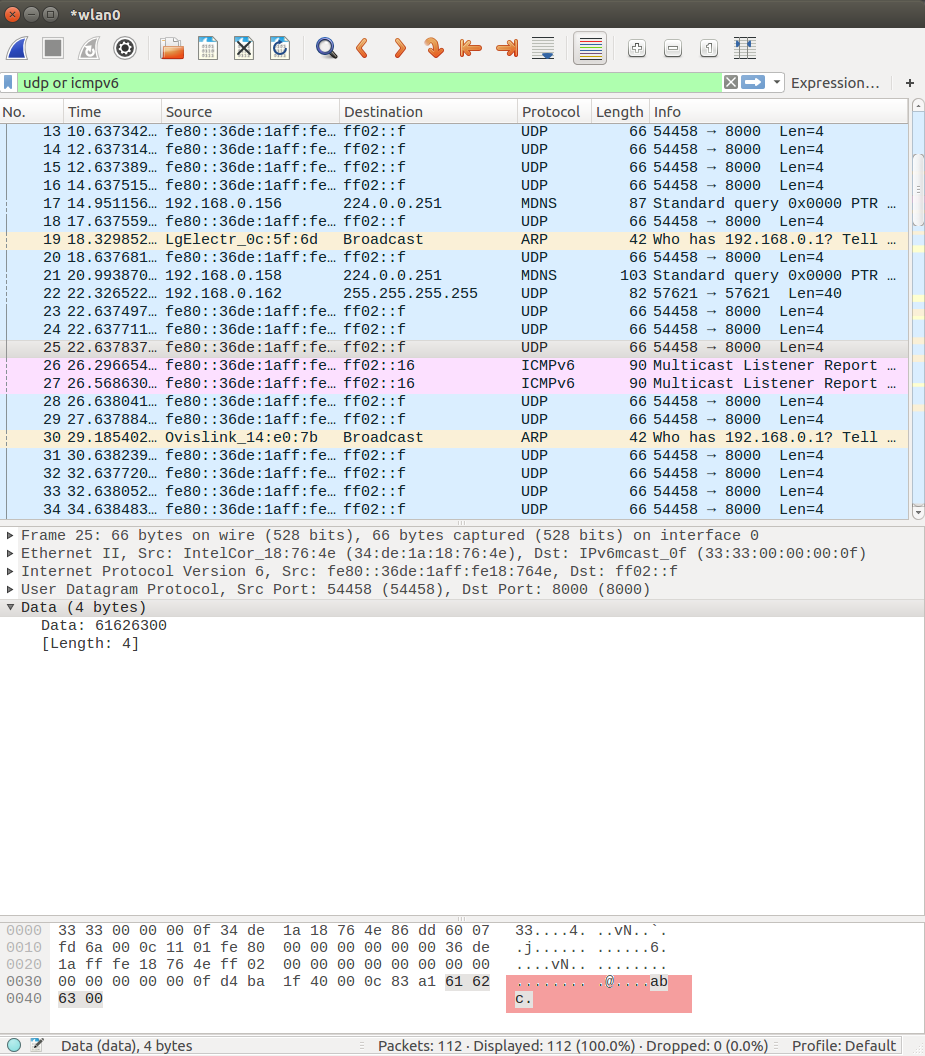 *wlan0
udp or icmpv6 Expression… +
No. Time Source Destination Protocol Length Info
13 10.637342… fe80::36de:1aff:fe… ff02::f UDP 66 54458 → 8000 Len=4
14 12.637314… fe80::36de:1aff:fe… ff02::f UDP 66 54458 → 8000 Len=4
15 12.637389… fe80::36de:1aff:fe… ff02::f UDP 66 54458 → 8000 Len=4
16 14.637515… fe80::36de:1aff:fe… ff02::f UDP 66 54458 → 8000 Len=4
17 14.951156… 192.168.0.156 224.0.0.251 MDNS 87 Standard query 0x0000 PTR …
18 17.637559… fe80::36de:1aff:fe… ff02::f UDP 66 54458 → 8000 Len=4
19 18.329852… LgElectr_0c:5f:6d Broadcast ARP 42 Who has 192.168.0.1? Tell …
20 18.637681… fe80::36de:1aff:fe… ff02::f UDP 66 54458 → 8000 Len=4
21 20.993870… 192.168.0.158 224.0.0.251 MDNS 103 Standard query 0x0000 PTR …
22 22.326522… 192.168.0.162 255.255.255.255 UDP 82 57621 → 57621 Len=40
23 22.637497… fe80::36de:1aff:fe… ff02::f UDP 66 54458 → 8000 Len=4
24 22.637711… fe80::36de:1aff:fe… ff02::f UDP 66 54458 → 8000 Len=4
25 22.637837… fe80::36de:1aff:fe… ff02::f UDP 66 54458 → 8000 Len=4
26 26.296654… fe80::36de:1aff:fe… ff02::16 ICMPv6 90 Multicast Listener Report …
27 26.568630… fe80::36de:1aff:fe… ff02::16 ICMPv6 90 Multicast Listener Report …
28 26.638041… fe80::36de:1aff:fe… ff02::f UDP 66 54458 → 8000 Len=4
29 27.637884… fe80::36de:1aff:fe… ff02::f UDP 66 54458 → 8000 Len=4
30 29.185402… Ovislink_14:e0:7b Broadcast ARP 42 Who has 192.168.0.1? Tell …
31 30.638239… fe80::36de:1aff:fe… ff02::f UDP 66 54458 → 8000 Len=4
32 32.637720… fe80::36de:1aff:fe… ff02::f UDP 66 54458 → 8000 Len=4
33 32.638052… fe80::36de:1aff:fe… ff02::f UDP 66 54458 → 8000 Len=4
34 34.638483… fe80::36de:1aff:fe… ff02::f UDP 66 54458 → 8000 Len=4
Frame 25: 66 bytes on wire (528 bits), 66 bytes captured (528 bits) on interface 0
Ethernet II, Src: IntelCor_18:76:4e (34:de:1a:18:76:4e), Dst: IPv6mcast_0f (33:33:00:00:00:0f)
Internet Protocol Version 6, Src: fe80::36de:1aff:fe18:764e, Dst: ff02::f
User Datagram Protocol, Src Port: 54458 (54458), Dst Port: 8000 (8000)
Data (4 bytes)
Data: 61626300
[Length: 4]
0000 33 33 00 00 00 0f 34 de 1a 18 76 4e 86 dd 60 07 33....4. ..vN..`.
0010 fd 6a 00 0c 11 01 fe 80 00 00 00 00 00 00 36 de .j...... ......6.
0020 1a ff fe 18 76 4e ff 02 00 00 00 00 00 00 00 00 ....vN.. ........
0030 00 00 00 00 00 0f d4 ba 1f 40 00 0c 83 a1 61 62 ........ .@....ab
0040 63 00 c.
Data (data), 4 bytes Packets: 112 · Displayed: 112 (100.0%) · Dropped: 0 (0.0%) Profile: Default